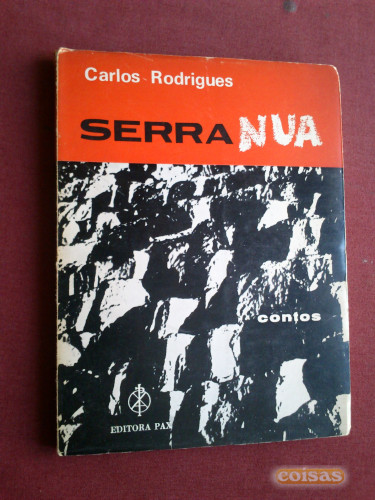 Carlos Rodrigues
SERRA NUA
contos
EDITORA PAX
coisas